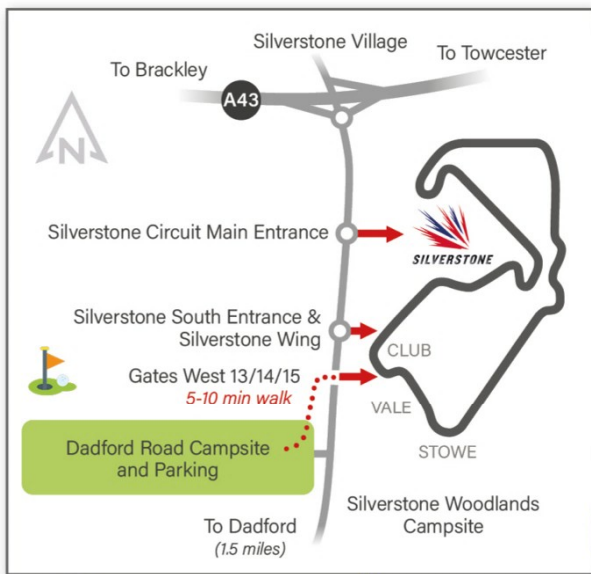 Silverstone Village
To Towcester
To Brackley
A43
N
Silverstone Circuit Main Entrance
SILVERSTONE
Silverstone South Entrance &
Silverstone Wing
CLUB
Gates West 13/14/15
5-10 min walk
VALE
Dadford Road Campsite
and Parking
STOWE
Silverstone Woodlands
Campsite
To Dadford
(1.5 miles)